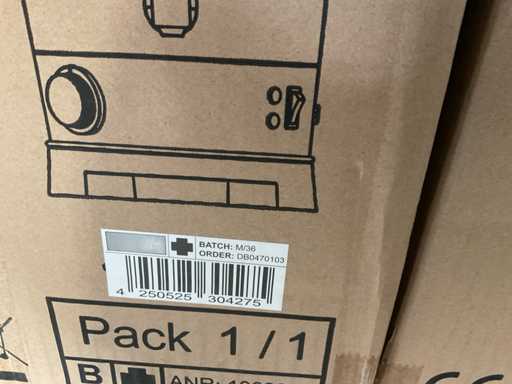 BATCH: M/36
ORDER: DB0470103
4 250525 304275
Pack 1 / 1
B